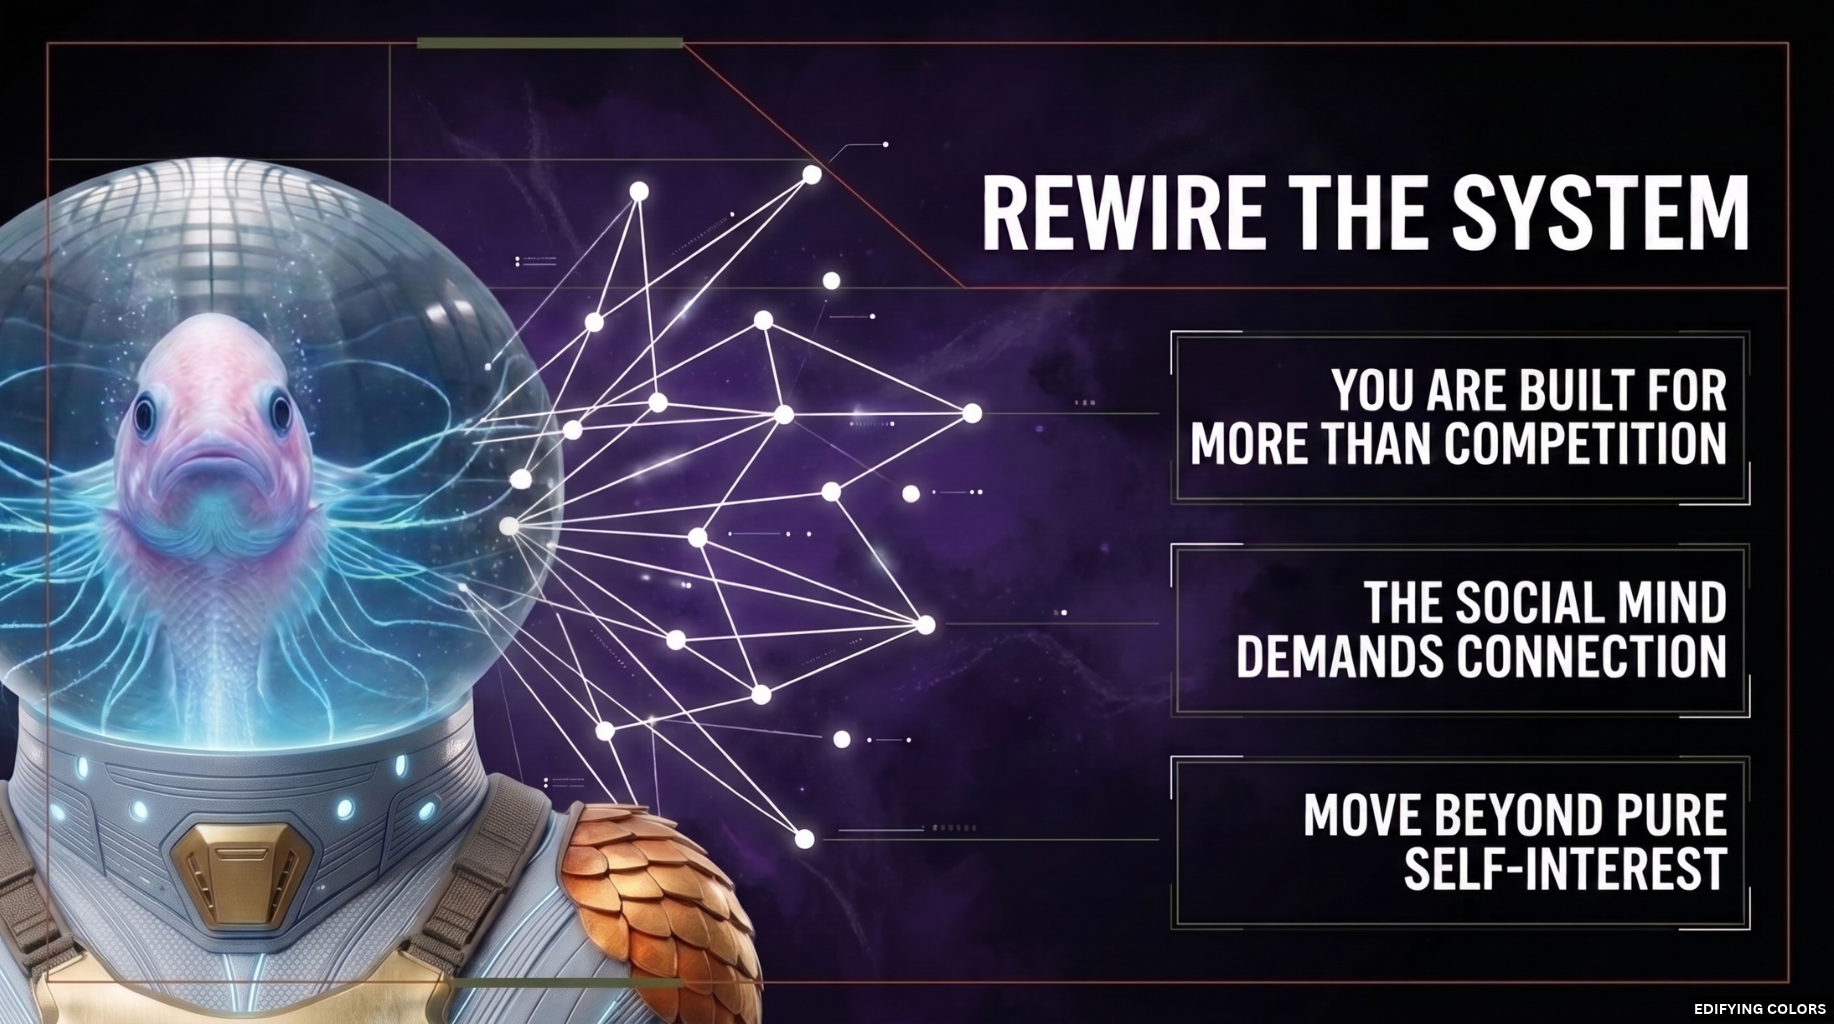 REWIRE THE SYSTEM
YOU ARE BUILT FOR
MORE THAN COMPETITION
THE SOCIAL MIND
DEMANDS CONNECTION
MOVE BEYOND PURE
SELF-INTEREST
EDIFYING COLORS